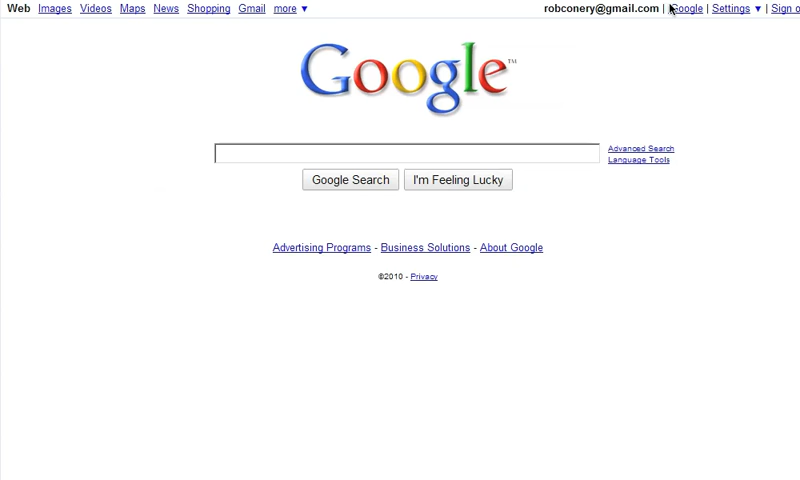 Web Images Videos Maps News Shopping Gmail more ▼ robconery@gmail.com | Google | Settings ▼ | Sign o
Google™
Advanced Search
Language Tools
Google Search I'm Feeling Lucky
Advertising Programs - Business Solutions - About Google
©2010 - Privacy